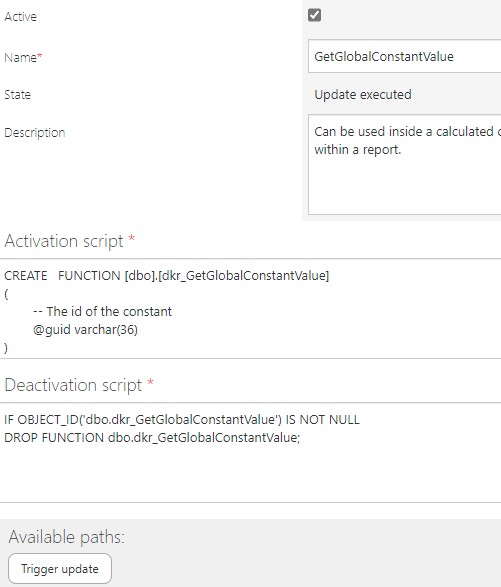 Active
Name*
GetGlobalConstantValue
State
Update executed
Description
Can be used inside a calculated
within a report.
Activation script *
CREATE   FUNCTION [dbo].[dkr_GetGlobalConstantValue]
(
-- The id of the constant
@guid varchar(36)
)
Deactivation script *
IF OBJECT_ID('dbo.dkr_GetGlobalConstantValue') IS NOT NULL
DROP FUNCTION dbo.dkr_GetGlobalConstantValue;
Available paths:
Trigger update